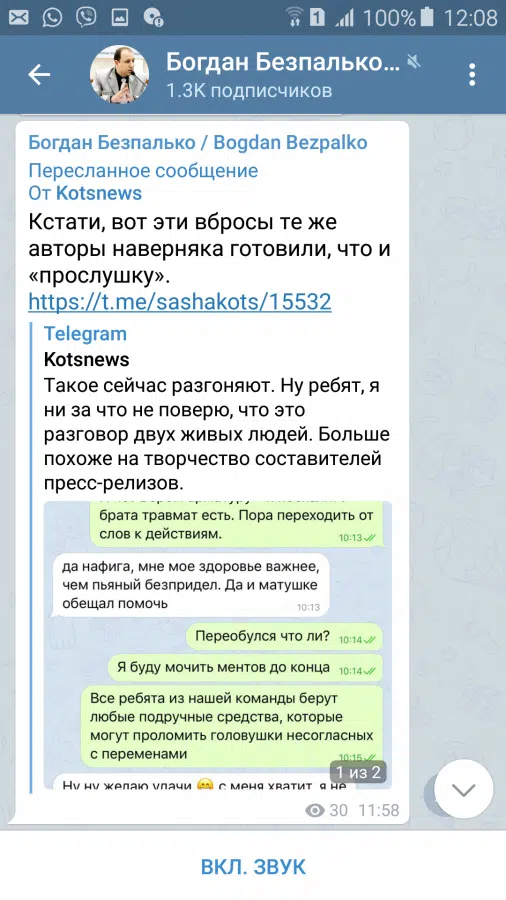 1 100% 12:08
Богдан Безпалько...
1.3K подписчиков
Богдан Безпалько / Bogdan Bezpalko
Пересланное сообщение
От Kotsnews
Кстати, вот эти вбросы те же
авторы наверняка готовили, что и
«прослушку».
https://t.me/sashakots/15532
Telegram
Kotsnews
Такое сейчас разгоняют. Ну ребят, я
ни за что не поверю, что это
разговор двух живых людей. Больше
похоже на творчество составителей
пресс-релизов.
брата травмат есть. Пора переходить от
слов к действиям.
10:13
да нафига, мне мое здоровье важнее,
чем пьяный безпридел. Да и матушке
обещал помочь
10:13
Переобулся что ли?
10:14
Я буду мочить ментов до конца
10:14
Все ребята из нашей команды берут
любые подручные средства, которые
могут проломить головушки несогласных
с переменами
10:15
1 из 2
Ну ну желаю удачи 😁 с меня хватит, я не
30 11:58
ВКЛ. ЗВУК